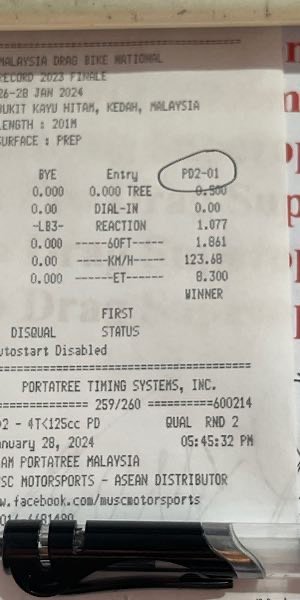 MALAYSIA DRAG BIKE NATIONAL
RECORD 2023 FINALE
26-28 JAN 2024
BUKIT KAYU HITAM, KEDAH, MALAYSIA
LENGTH : 201M
SURFACE : PREP
BYE Entry PD2-01
0.000 0.000 TREE 0.500
0.00 DIAL-IN 0.00
-LB3- REACTION 1.077
0.000 -----60FT----- 1.861
0.00 -----KM/H----- 123.68
0.000 ------ET------ 8.300
WINNER
FIRST
DISQUAL STATUS
utostart Disabled
PORTATREE TIMING SYSTEMS, INC.
=========== 259/260 ==========600214
2 - 4T<125cc PD QUAL RND 2
anuary 28, 2024 05:45:32 PM
AM PORTATREE MALAYSIA
SC MOTORSPORTS - ASEAN DISTRIBUTOR
w.facebook.com/muscmotorsports